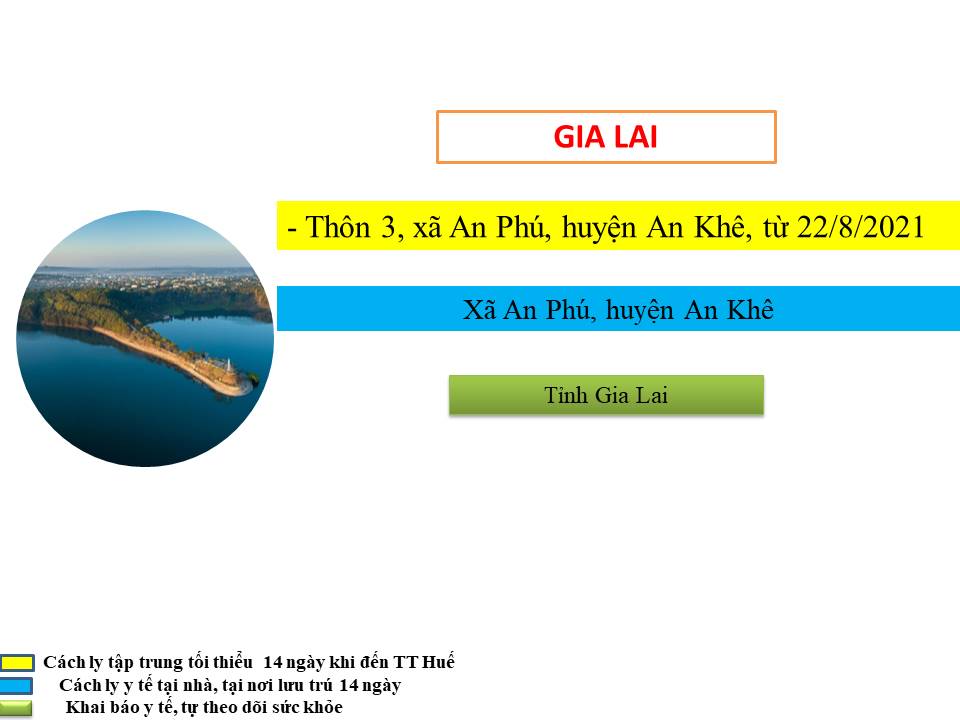 GIA LAI
- Thôn 3, xã An Phú, huyện An Khê, từ 22/8/2021
Xã An Phú, huyện An Khê
Tỉnh Gia Lai
Cách ly tập trung tối thiểu 14 ngày khi đến TT Huế
Cách ly y tế tại nhà, tại nơi lưu trú 14 ngày
Khai báo y tế, tự theo dõi sức khỏe